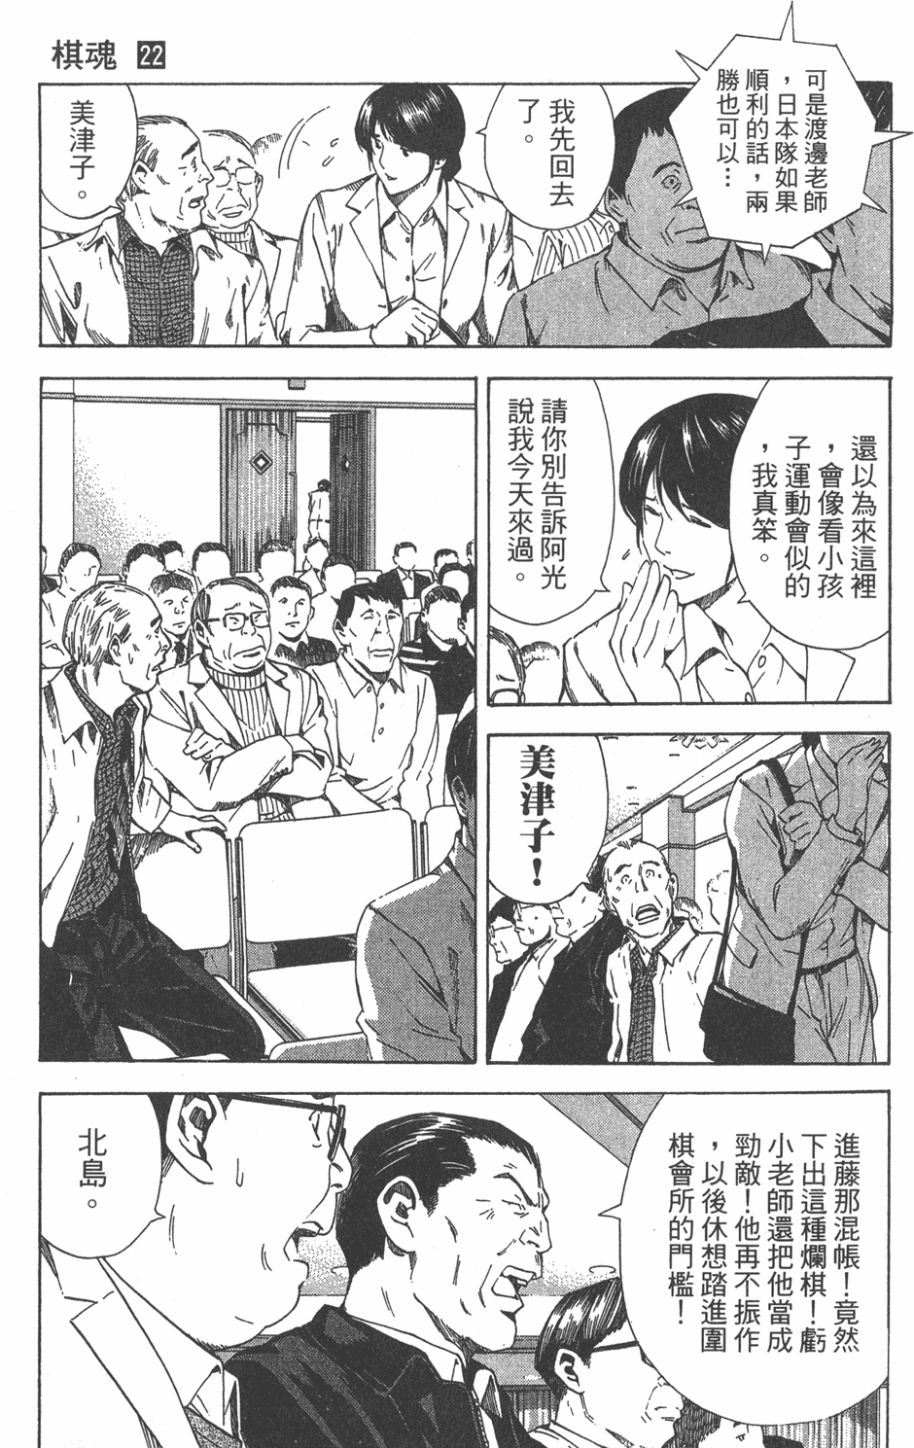 棋魂 22
可是渡邊老師
，日本隊如果
順利的話，兩
勝也可以…
我先回去
了。
美津子。
還以為來這裡
，會像看小孩
子運動會似的
，我真笨。
請你別告訴阿光
說我今天來過。
美津子！
進藤那混帳！竟然
下出這種爛棋！虧
小老師還把他當成
勁敵！他再不振作
，以後休想踏進圍
棋會所的門檻！
北島。